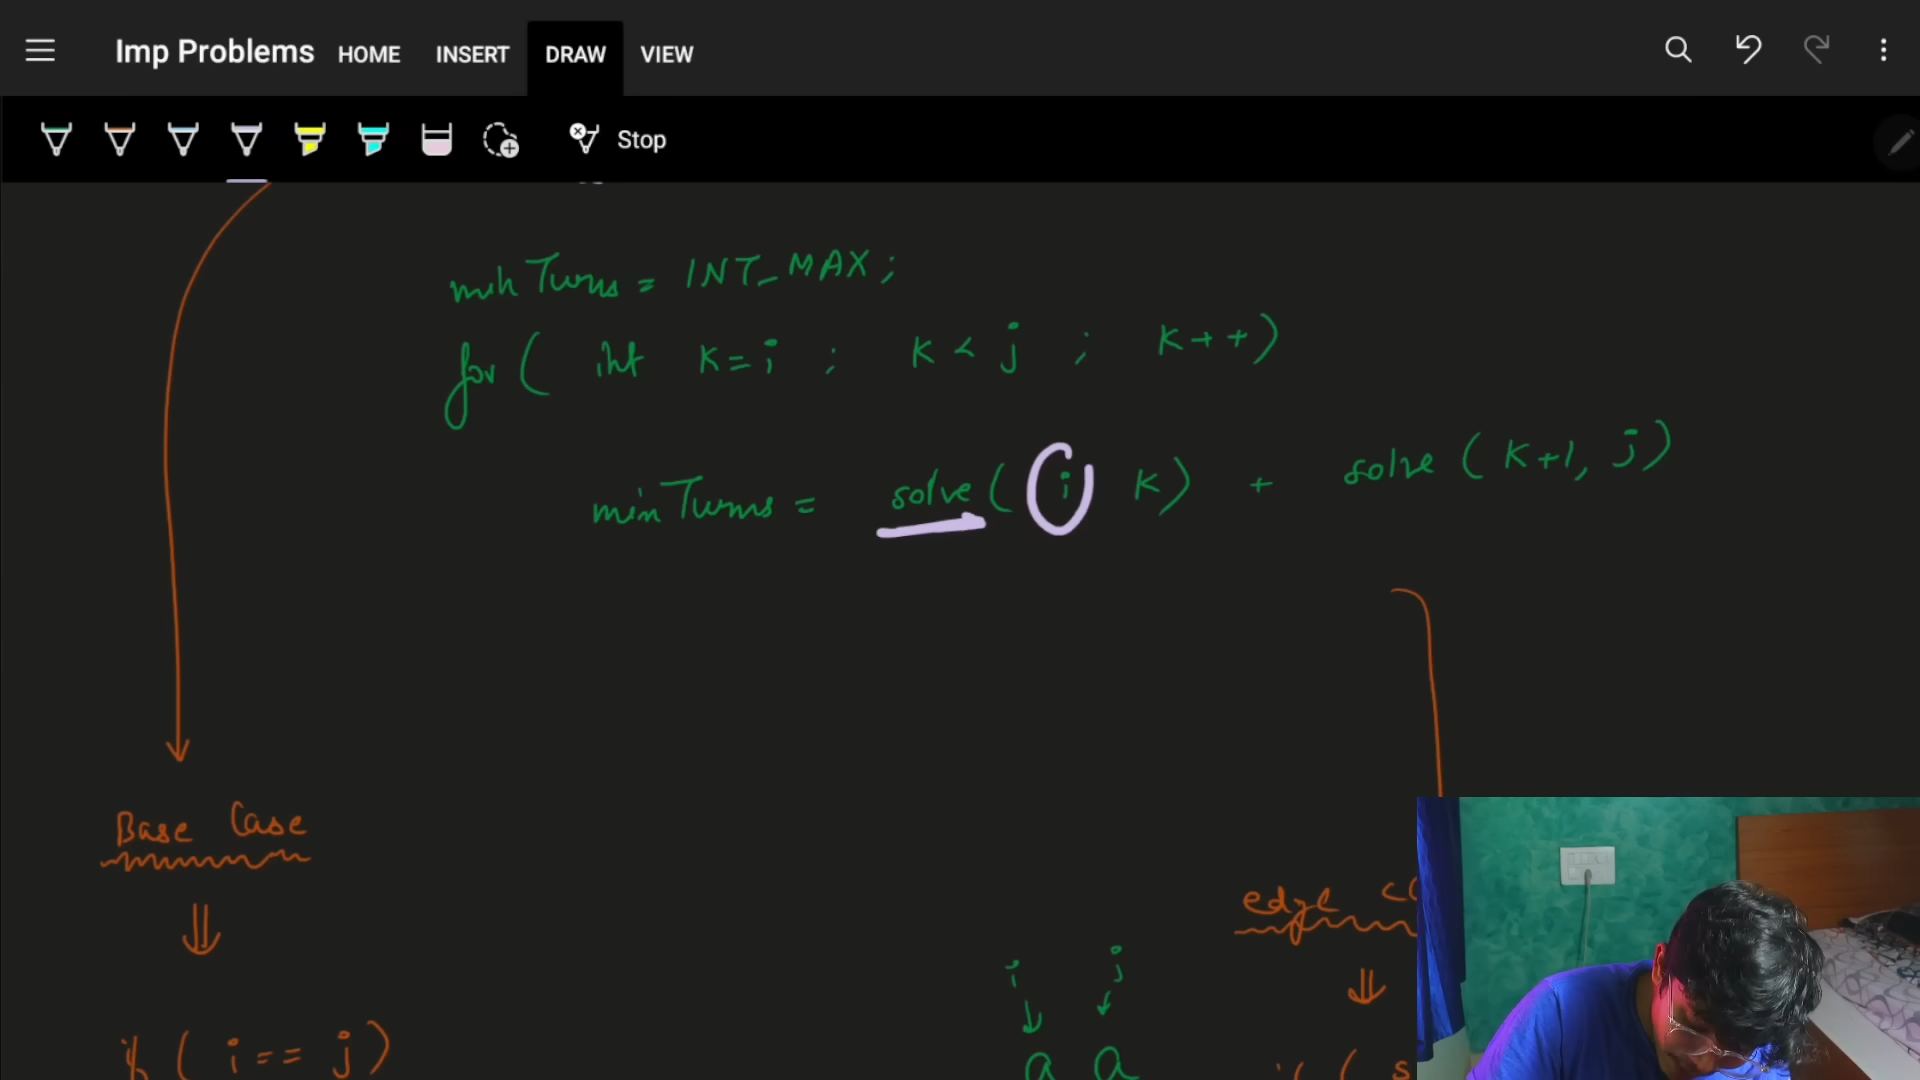 Imp Problems HOME INSERT DRAW VIEW
Stop
minTurns = INT_MAX;
for ( int K=i ; K < j ; K++)
minTurns = solve ( i K) + solve ( K+1, j )
Base Case
edge
i j
a a
if ( i == j )